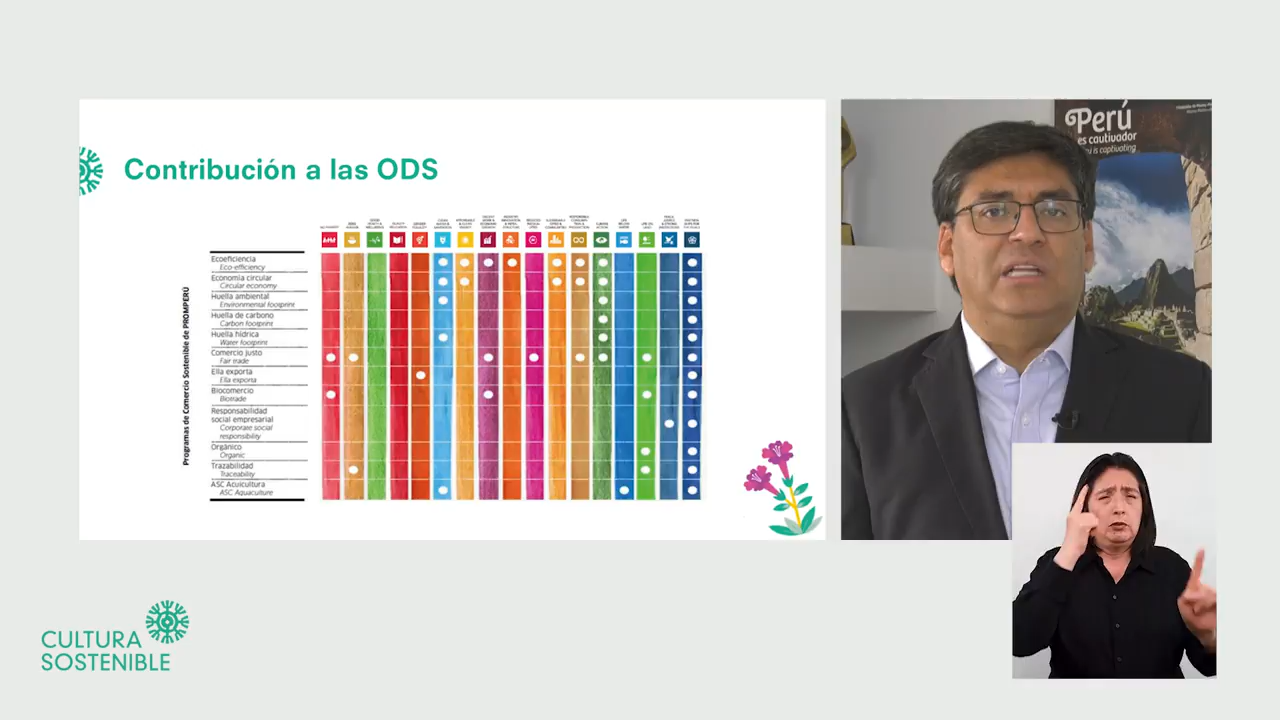 Contribución a las ODS
Programas de Comercio Sostenible de PROMPERÚ
Ecoeficiencia
Eco-efficiency
Economía circular
Circular economy
Huella ambiental
Environmental footprint
Huella de carbono
Carbon footprint
Huella hídrica
Water footprint
Comercio justo
Fair trade
Ella exporta
Ella exporta
Biocomercio
Biotrade
Responsabilidad
social empresarial
Corporate social
responsibility
Orgánico
Organic
Trazabilidad
Traceability
ASC Acuicultura
ASC Aquaculture
Perú
es cautivador
is captivating
CULTURA
SOSTENIBLE